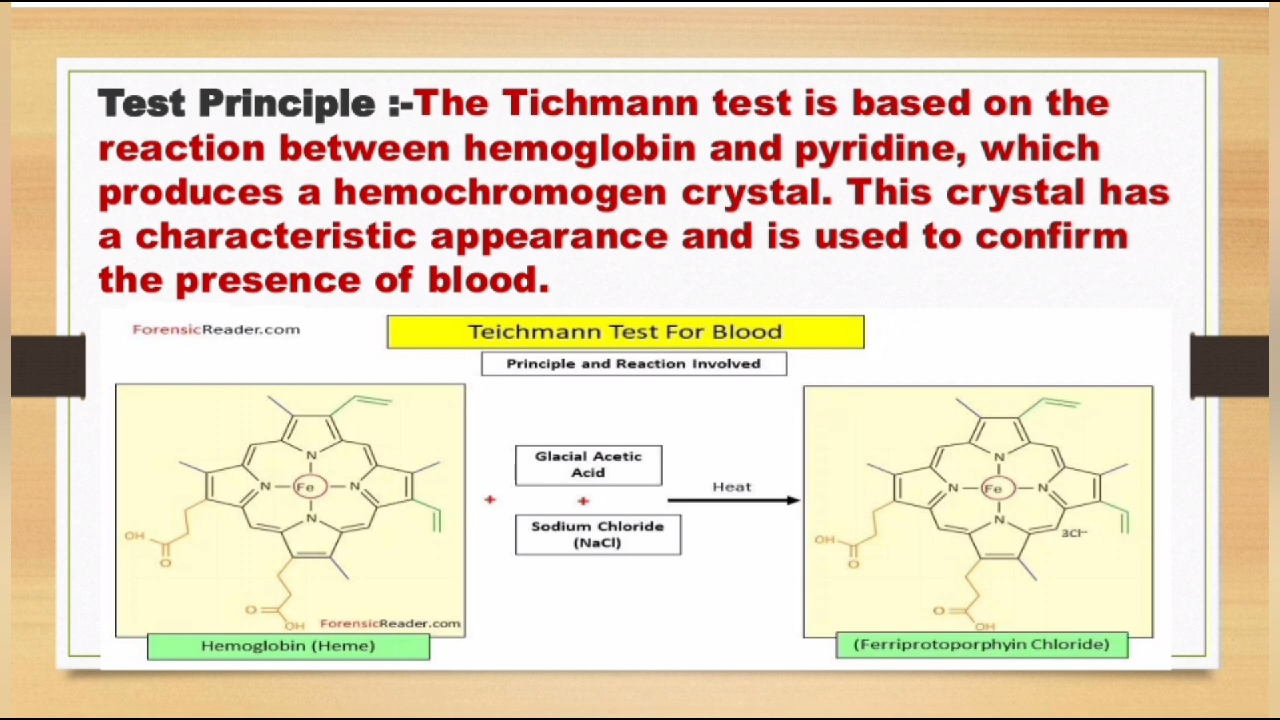 Test Principle :-The Tichmann test is based on the
reaction between hemoglobin and pyridine, which
produces a hemochromogen crystal. This crystal has
a characteristic appearance and is used to confirm
the presence of blood.
ForensicReader.com
Teichmann Test For Blood
Principle and Reaction Involved
N
N
Fe
N
N
OH
O
O
OH
ForensicReader.com
Hemoglobin (Heme)
+
Glacial Acetic
Acid
+
Sodium Chloride
(NaCl)
Heat
N
N
Fe
N
N
3Cl⁻
OH
O
O
OH
(Ferriprotoporphyin Chloride)